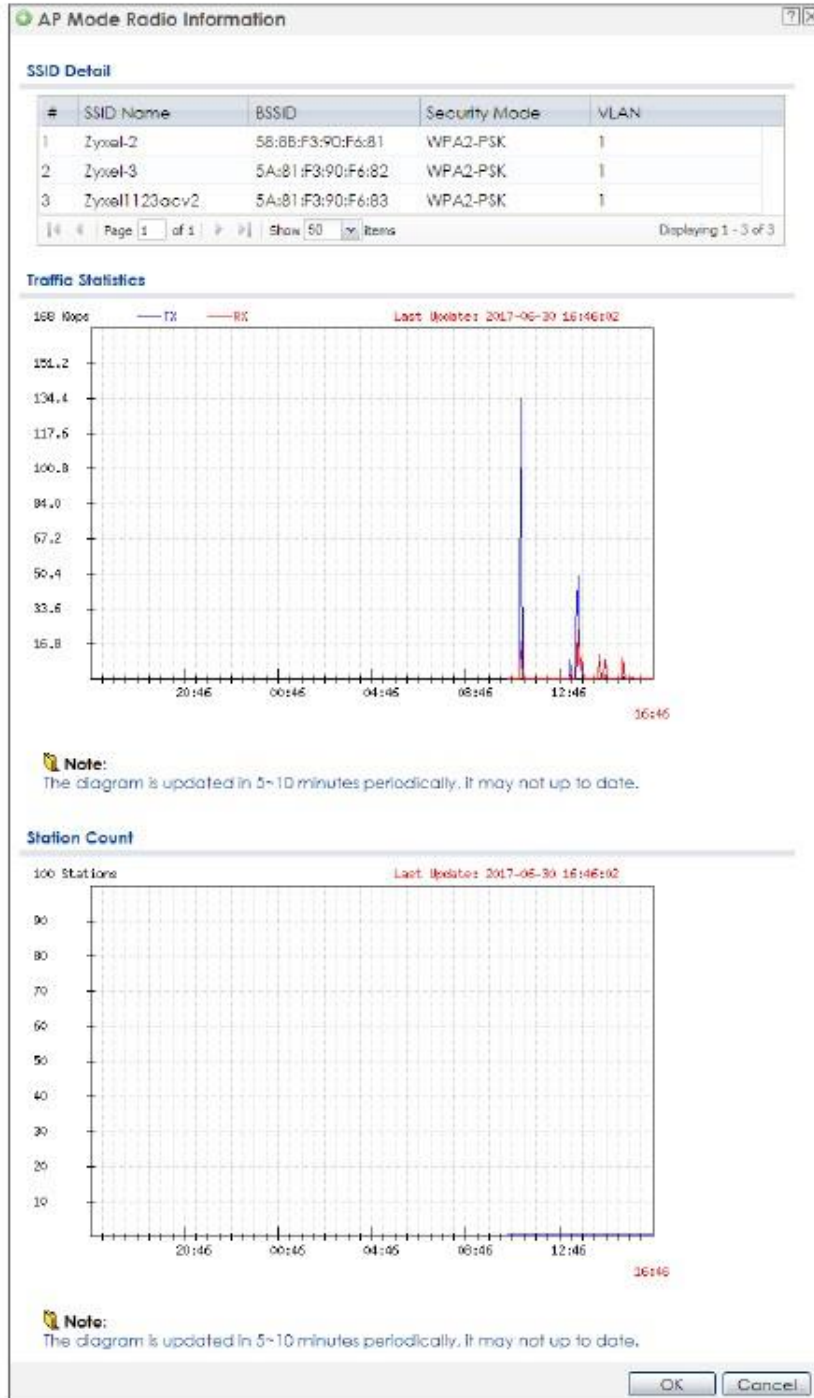 AP Mode Radio Information
SSID Detail
# SSID Name BSSID Security Mode VLAN
1 Zyxel-2 58:8B:F3:90:F6:81 WPA2-PSK 1
2 Zyxel-3 5A:81:F3:90:F6:82 WPA2-PSK 1
3 Zyxel1123acv2 5A:81:F3:90:F6:83 WPA2-PSK 1
Page 1 of 1 Show 50 items Displaying 1 - 3 of 3
Traffic Statistics
168 Kbps TX RX Last Update: 2017-06-30 16:46:02
151.2
134.4
117.6
100.8
84.0
67.2
50.4
33.6
16.8
20:46 00:46 04:46 08:46 12:46
16:46
Note:
The diagram is updated in 5~10 minutes periodically, it may not up to date.
Station Count
100 Stations Last Update: 2017-06-30 16:46:02
90
80
70
60
50
40
30
20
10
20:46 00:46 04:46 08:46 12:46
16:46
Note:
The diagram is updated in 5~10 minutes periodically, it may not up to date.
OK Cancel